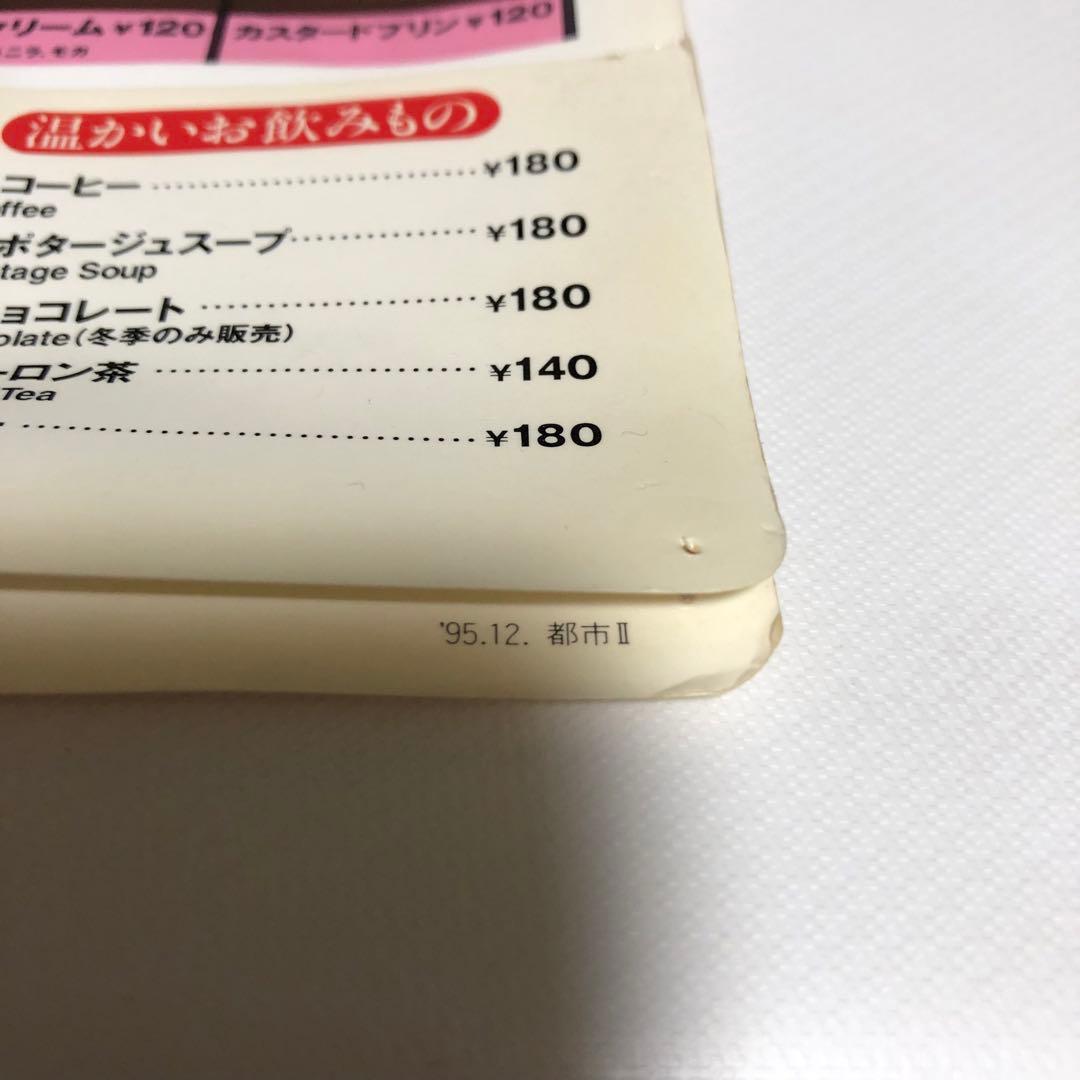 リーム ¥120
カスタードプリン ¥120
ニラ、モカ
温かいお飲みもの
コーヒー ¥180
ffee
ポタージュスープ ¥180
tage Soup
ョコレート ¥180
olate(冬季のみ販売)
ーロン茶 ¥140
Tea
¥180
'95.12. 都市Ⅱ